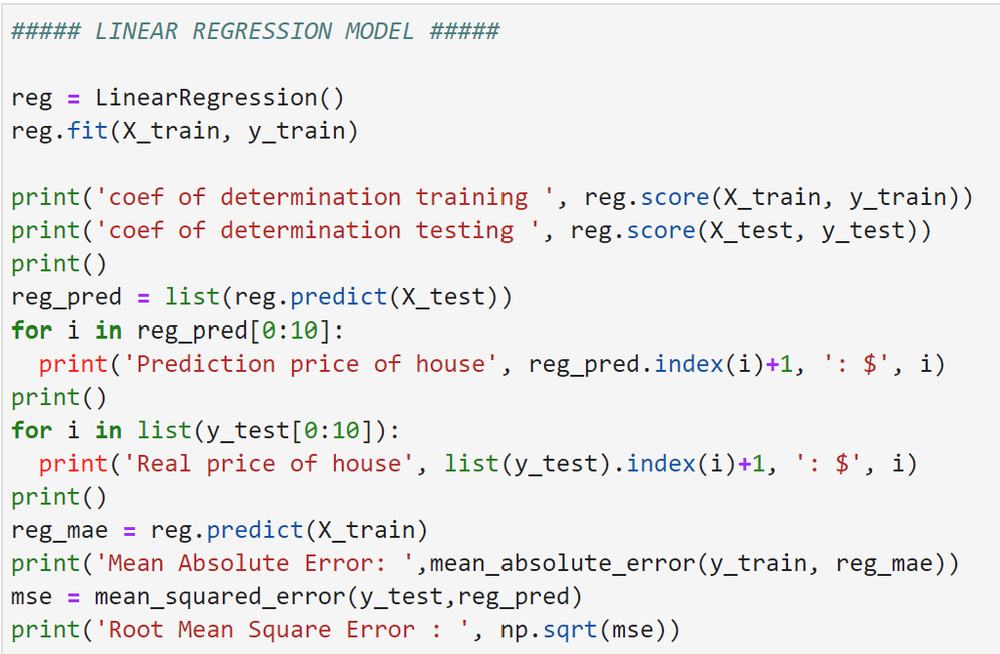 ##### LINEAR REGRESSION MODEL #####
reg = LinearRegression()
reg.fit(X_train, y_train)
print('coef of determination training ', reg.score(X_train, y_train))
print('coef of determination testing ', reg.score(X_test, y_test))
print()
reg_pred = list(reg.predict(X_test))
for i in reg_pred[0:10]:
  print('Prediction price of house', reg_pred.index(i)+1, ': $', i)
print()
for i in list(y_test[0:10]):
  print('Real price of house', list(y_test).index(i)+1, ': $', i)
print()
reg_mae = reg.predict(X_train)
print('Mean Absolute Error: ',mean_absolute_error(y_train, reg_mae))
mse = mean_squared_error(y_test,reg_pred)
print('Root Mean Square Error : ', np.sqrt(mse))